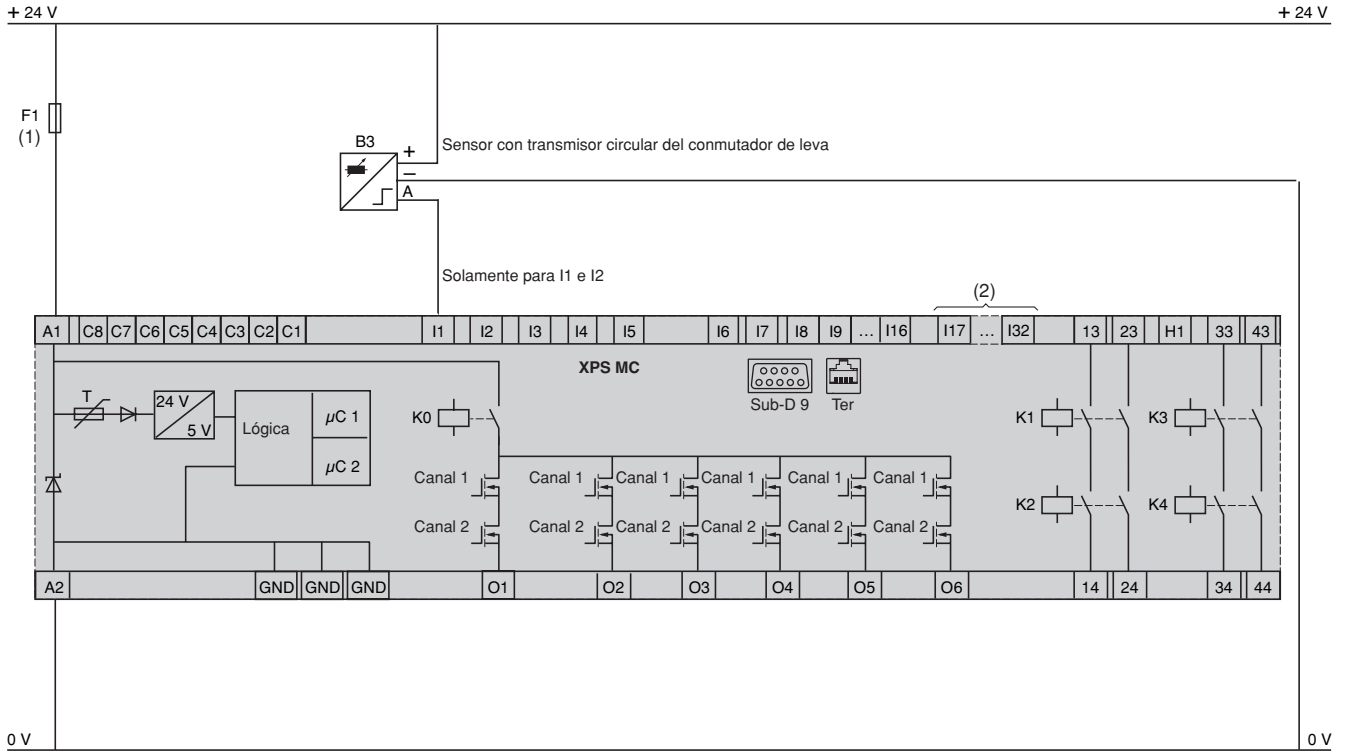 + 24 V + 24 V
F1
(1)
B3
+
Sensor con transmisor circular del conmutador de leva
–
A
Solamente para I1 e I2
(2)
A1 C8 C7 C6 C5 C4 C3 C2 C1 I1 I2 I3 I4 I5 I6 I7 I8 I9 ... I16 I17 ... I32 13 23 H1 33 43
XPS MC
Sub-D 9 Ter
T
24 V
5 V
Lógica
µC 1
µC 2
K0 K1 K3
Canal 1 Canal 1 Canal 1 Canal 1 Canal 1 Canal 1
K2 K4
Canal 2 Canal 2 Canal 2 Canal 2 Canal 2 Canal 2
A2 GND GND GND O1 O2 O3 O4 O5 O6 14 24 34 44
0 V 0 V